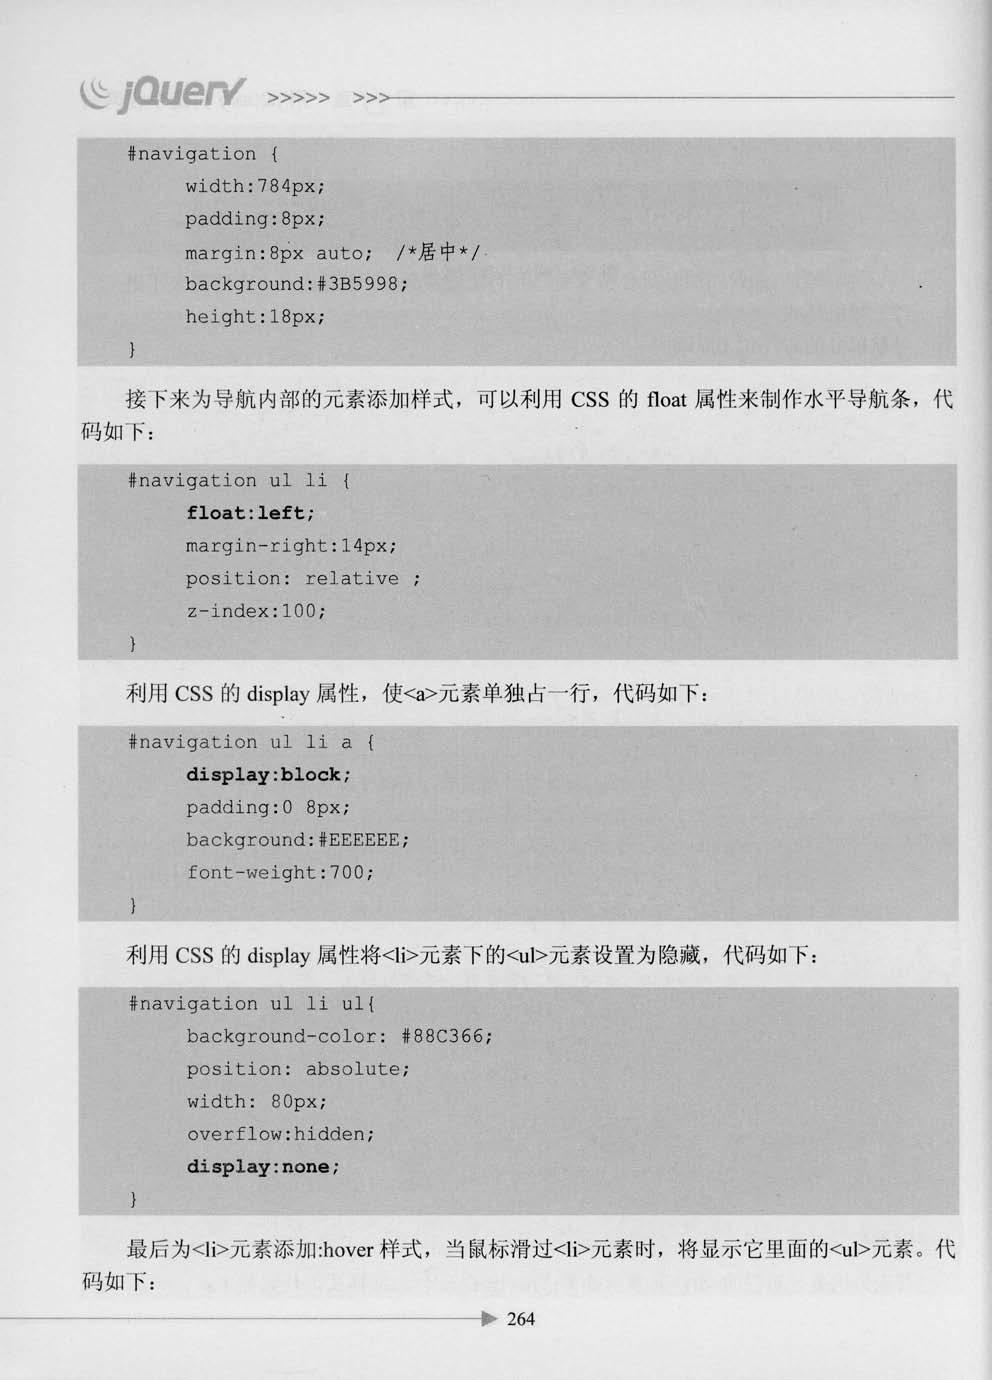 jQuery >>>>> >>>
#navigation {
width:784px;
padding:8px;
margin:8px auto; /*居中*/
background:#3B5998;
height:18px;
}
接下来为导航内部的元素添加样式，可以利用 CSS 的 float 属性来制作水平导航条，代
码如下：
#navigation ul li {
float:left;
margin-right:14px;
position: relative ;
z-index:100;
}
利用 CSS 的 display 属性，使<a>元素单独占一行，代码如下：
#navigation ul li a {
display:block;
padding:0 8px;
background:#EEEEEE;
font-weight:700;
}
利用 CSS 的 display 属性将<li>元素下的<ul>元素设置为隐藏，代码如下：
#navigation ul li ul{
background-color: #88C366;
position: absolute;
width: 80px;
overflow:hidden;
display:none;
}
最后为<li>元素添加:hover 样式，当鼠标滑过<li>元素时，将显示它里面的<ul>元素。代
码如下：
264